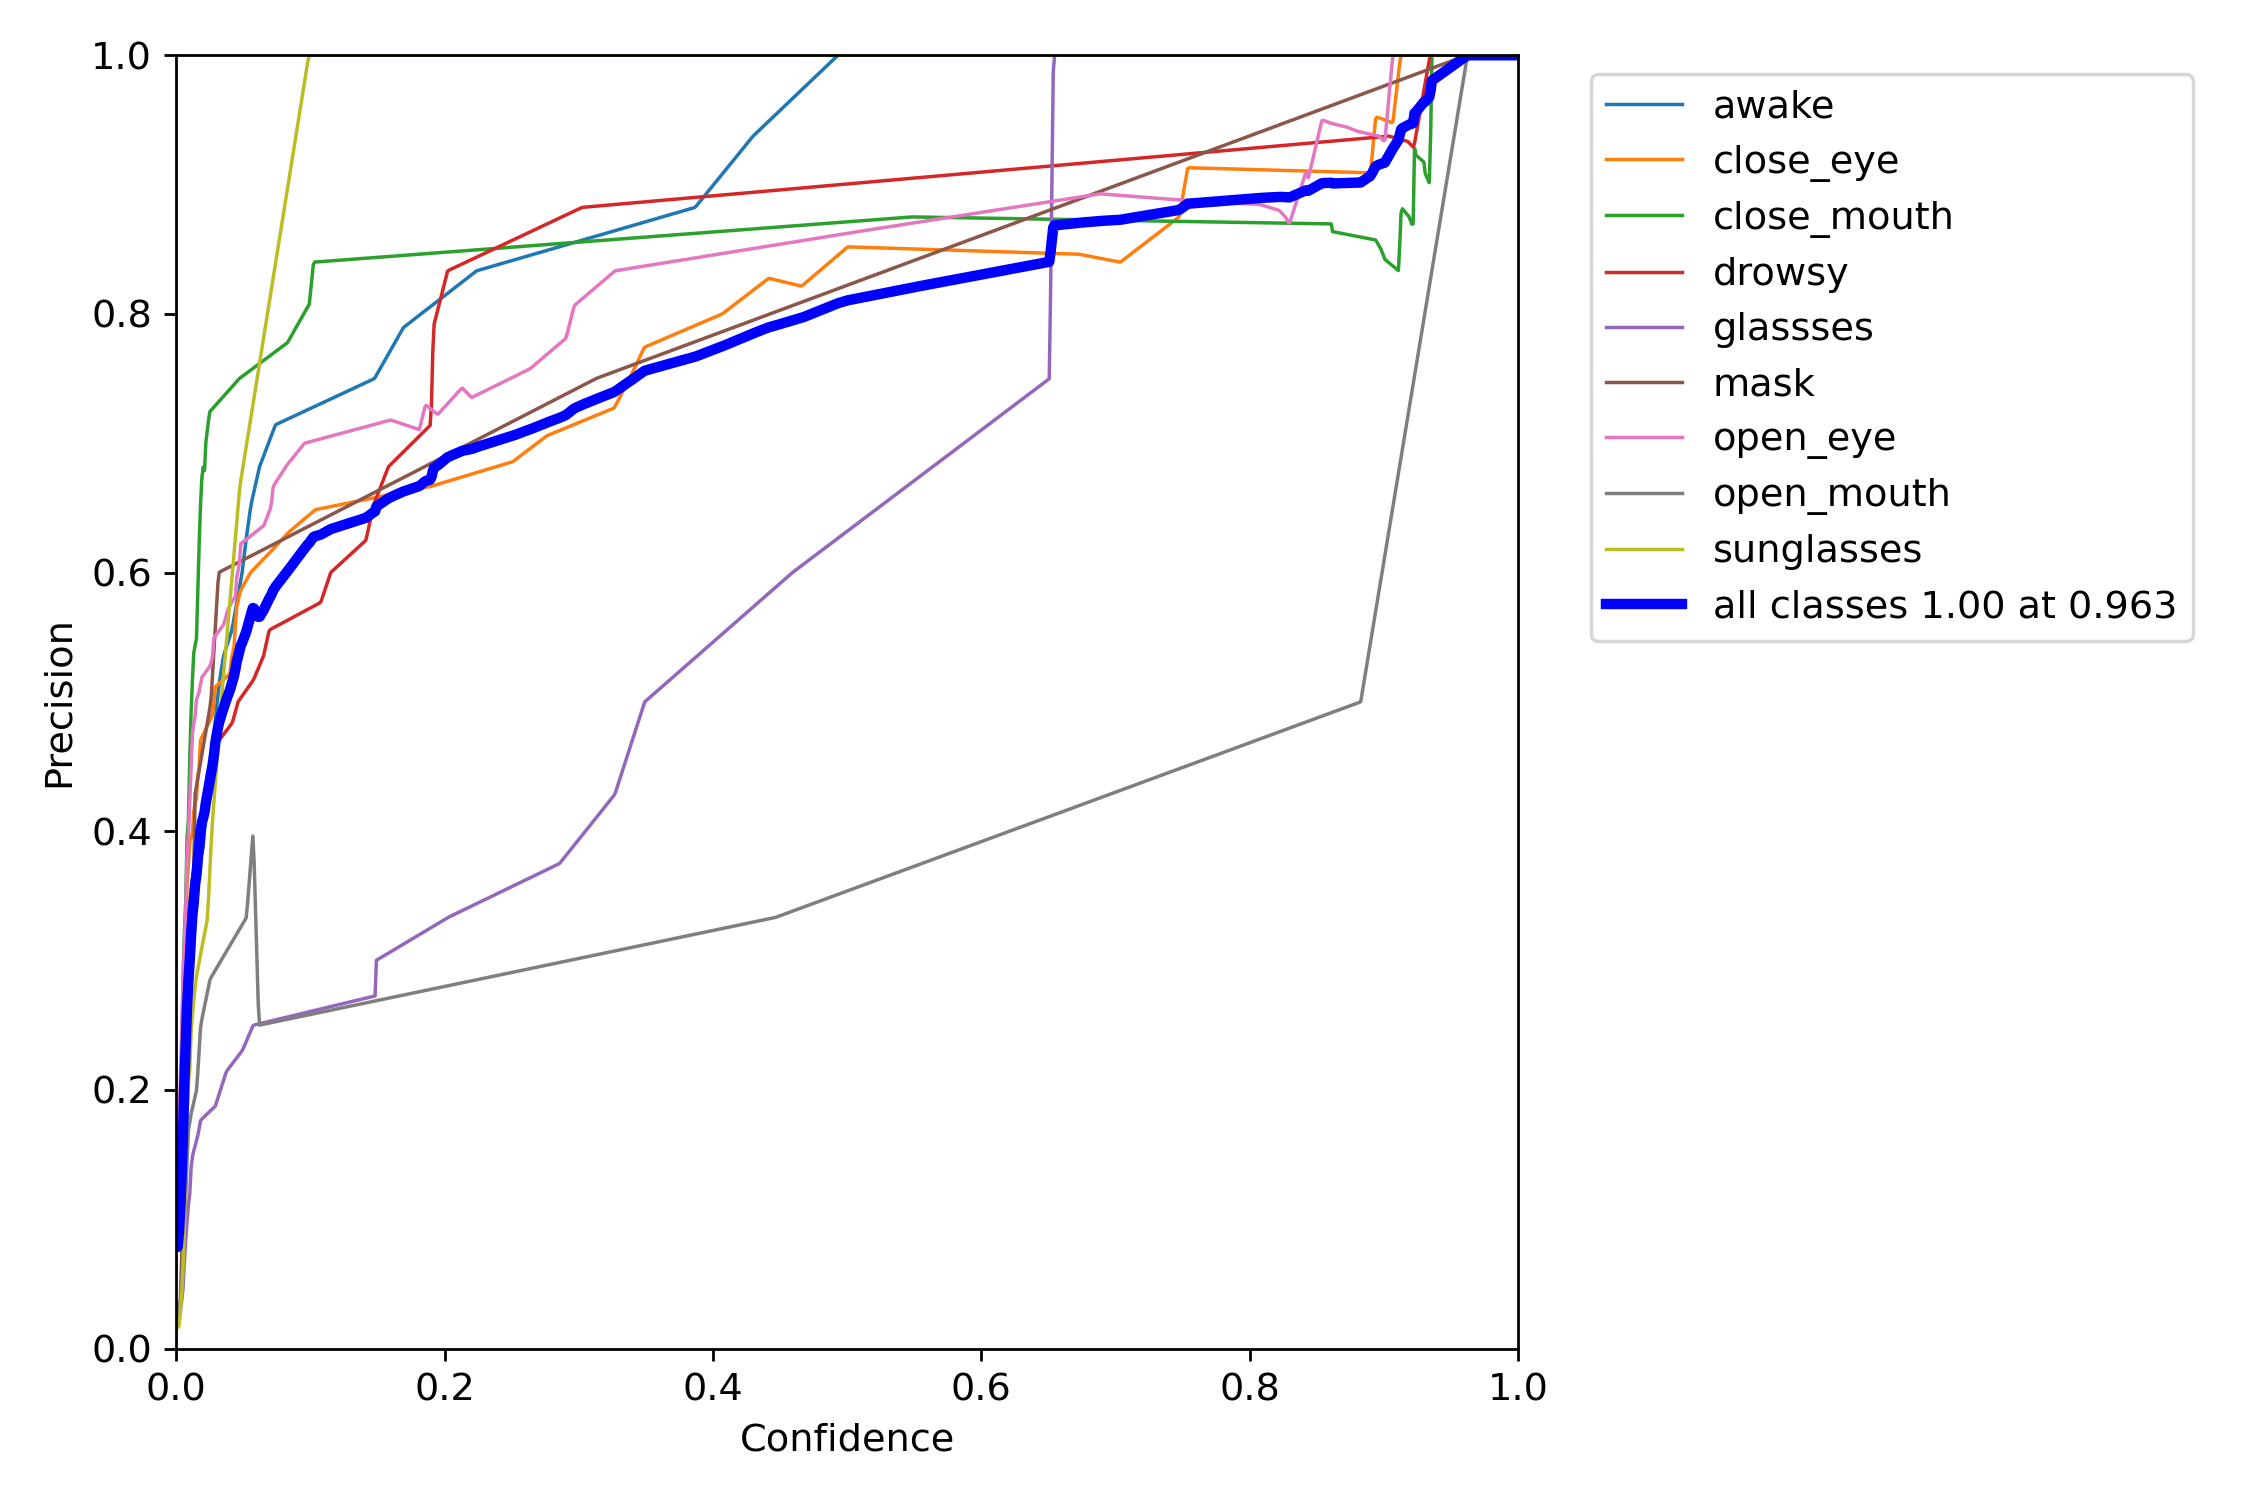 1.0
0.8
0.6
0.4
0.2
0.0
Precision
0.0 0.2 0.4 0.6 0.8 1.0
Confidence
awake
close_eye
close_mouth
drowsy
glassses
mask
open_eye
open_mouth
sunglasses
all classes 1.00 at 0.963